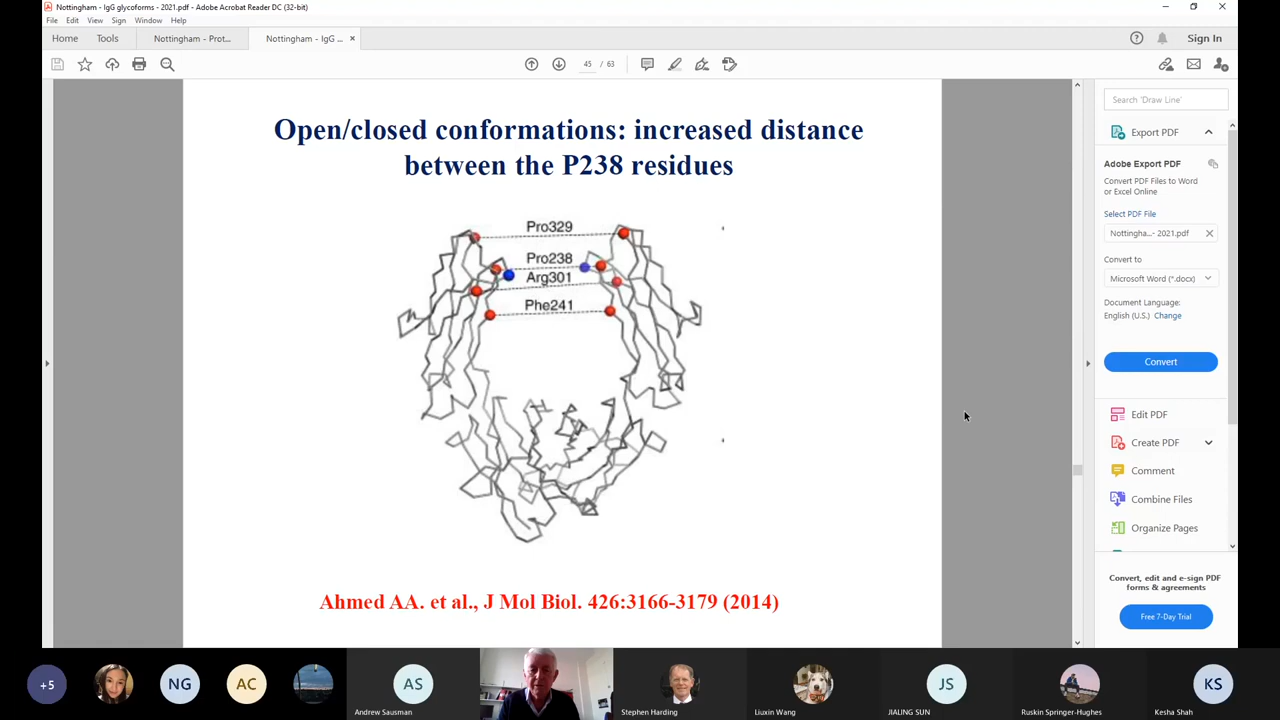 Nottingham - IgG glycoforms - 2021.pdf - Adobe Acrobat Reader DC (32-bit)
File Edit View Sign Window Help
Home Tools Nottingham - Prot... Nottingham - IgG ... ×
Sign In
45 / 63
Search 'Draw Line'
Export PDF
Adobe Export PDF
Convert PDF Files to Word
or Excel Online
Select PDF File
Nottingha...- 2021.pdf
Convert to
Microsoft Word (*.docx)
Document Language:
English (U.S.) Change
Convert
Edit PDF
Create PDF
Comment
Combine Files
Organize Pages
Convert, edit and e-sign PDF
forms & agreements
Free 7-Day Trial
Open/closed conformations: increased distance
between the P238 residues
Pro329
Pro238
Arg301
Phe241
Ahmed AA. et al., J Mol Biol. 426:3166-3179 (2014)
+5 NG AC AS JS KS
Andrew Sausman Stephen Harding Liuxin Wang JIALING SUN Ruskin Springer-Hughes Kesha Shah